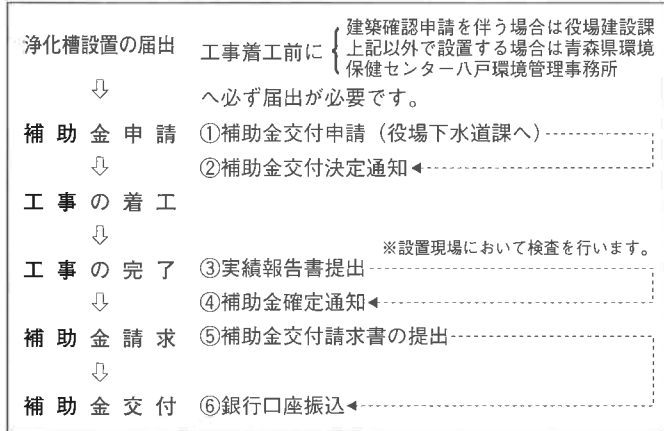 浄化槽設置の届出
工事着工前に
建築確認申請を伴う場合は役場建設課
上記以外で設置する場合は青森県環境
保健センター八戸環境管理事務所
へ必ず届出が必要です。
補助金申請 ①補助金交付申請（役場下水道課へ）
②補助金交付決定通知
工事の着工
※設置現場において検査を行います。
工事の完了 ③実績報告書提出
④補助金確定通知
補助金請求 ⑤補助金交付請求書の提出
補助金交付 ⑥銀行口座振込